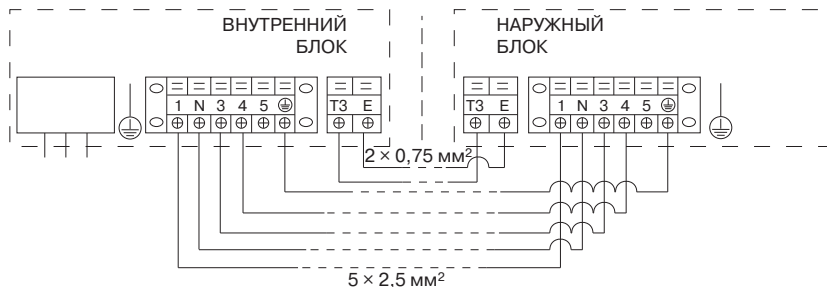 ВНУТРЕННИЙ
БЛОК
НАРУЖНЫЙ
БЛОК
1 N 3 4 5
T3 E
T3 E
1 N 3 4 5
2 × 0,75 мм²
5 × 2,5 мм²